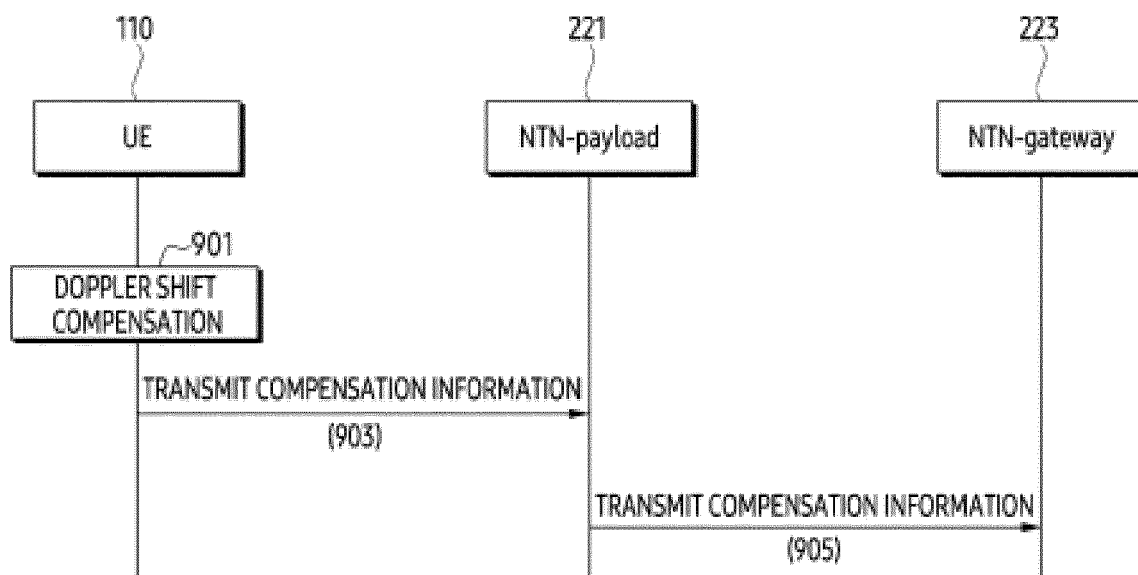 110
221
223
UE
NTN-payload
NTN-gateway
901
DOPPLER SHIFT
COMPENSATION
TRANSMIT COMPENSATION INFORMATION
(903)
TRANSMIT COMPENSATION INFORMATION
(905)